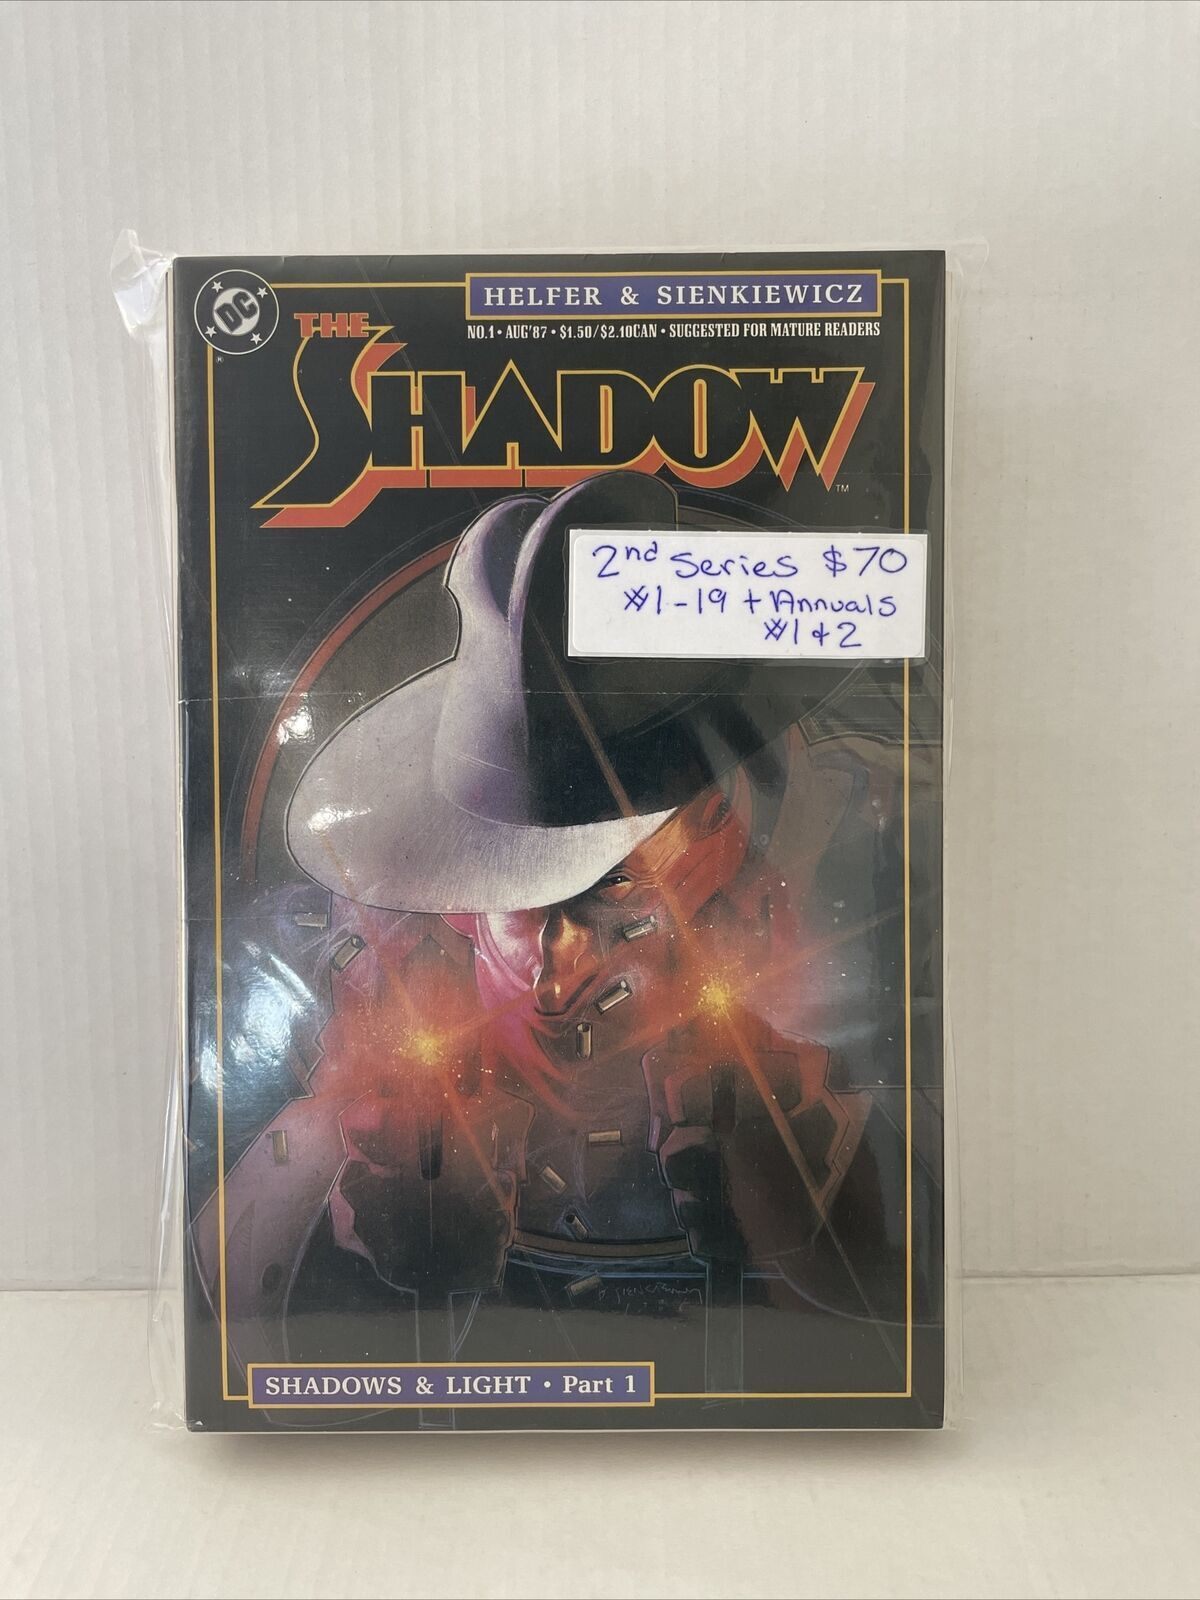 DC
®
HELFER & SIENKIEWICZ
NO.1 • AUG'87 • $1.50/$2.10CAN • SUGGESTED FOR MATURE READERS
THE
SHADOW
TM
2nd Series $70
#1-19 + Annuals
#1 & 2
SHADOWS & LIGHT • Part 1